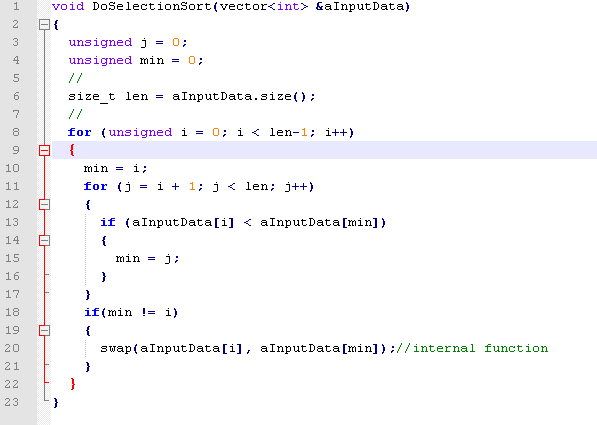 1 void DoSelectionSort(vector<int> &aInputData)
2 {
3 unsigned j = 0;
4 unsigned min = 0;
5 //
6 size_t len = aInputData.size();
7 //
8 for (unsigned i = 0; i < len-1; i++)
9 {
10 min = i;
11 for (j = i + 1; j < len; j++)
12 {
13 if (aInputData[i] < aInputData[min])
14 {
15 min = j;
16 }
17 }
18 if(min != i)
19 {
20 swap(aInputData[i], aInputData[min]);//internal function
21 }
22 }
23 }